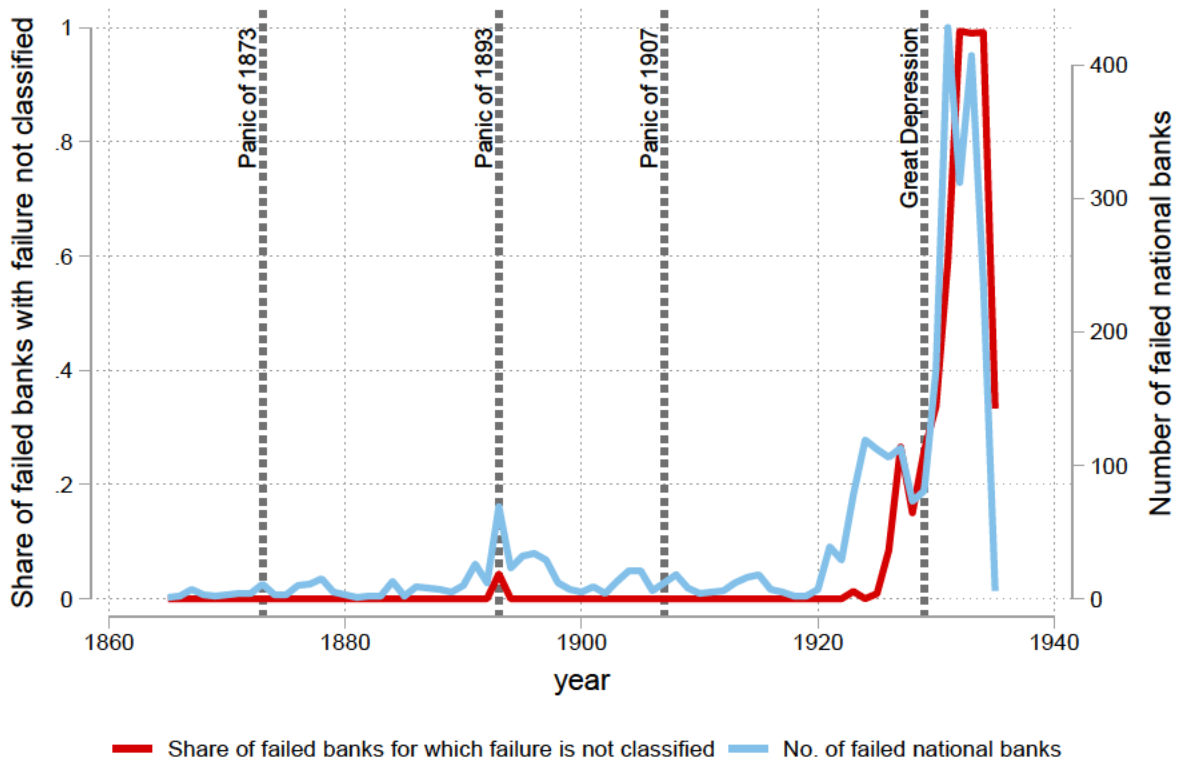 Share of failed banks with failure not classified
1
.8
.6
.4
.2
0
Panic of 1873
Panic of 1893
Panic of 1907
Great Depression
400
300
200
100
0
Number of failed national banks
1860
1880
1900
1920
1940
year
Share of failed banks for which failure is not classified
No. of failed national banks